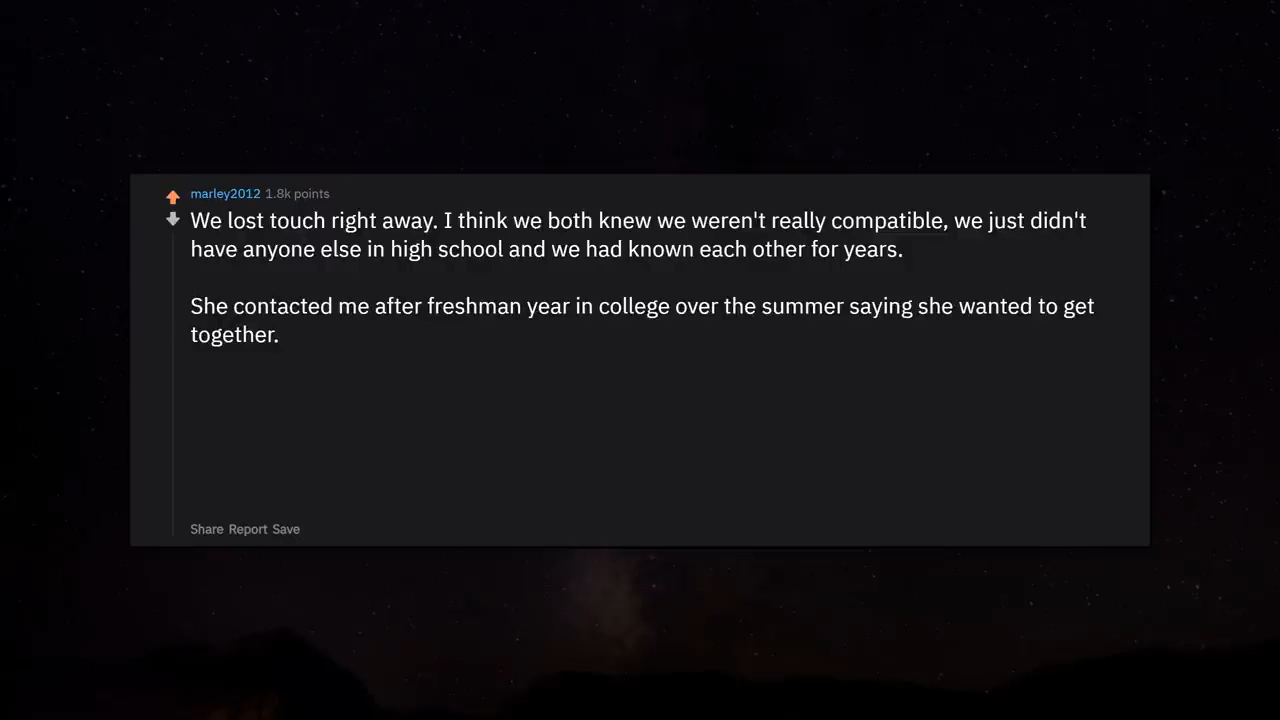 marley2012 1.8k points
We lost touch right away. I think we both knew we weren't really compatible, we just didn't
have anyone else in high school and we had known each other for years.
She contacted me after freshman year in college over the summer saying she wanted to get
together.
Share Report Save